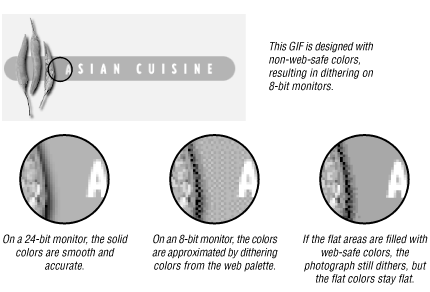 ASIAN CUISINE
This GIF is designed with
non-web-safe colors,
resulting in dithering on
8-bit monitors.
A
A
A
On a 24-bit monitor, the solid
colors are smooth and
accurate.
On an 8-bit monitor, the colors
are approximated by dithering
colors from the web palette.
If the flat areas are filled with
web-safe colors, the
photograph still dithers, but
the flat colors stay flat.